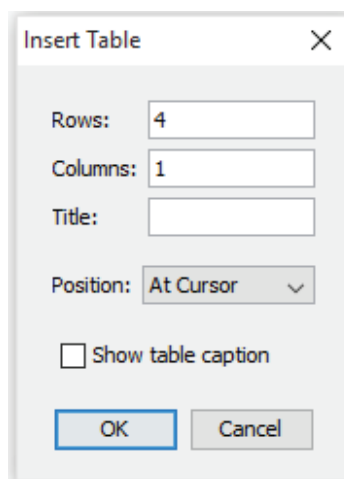 Insert Table
Rows: 4
Columns: 1
Title:
Position: At Cursor
Show table caption
OK Cancel